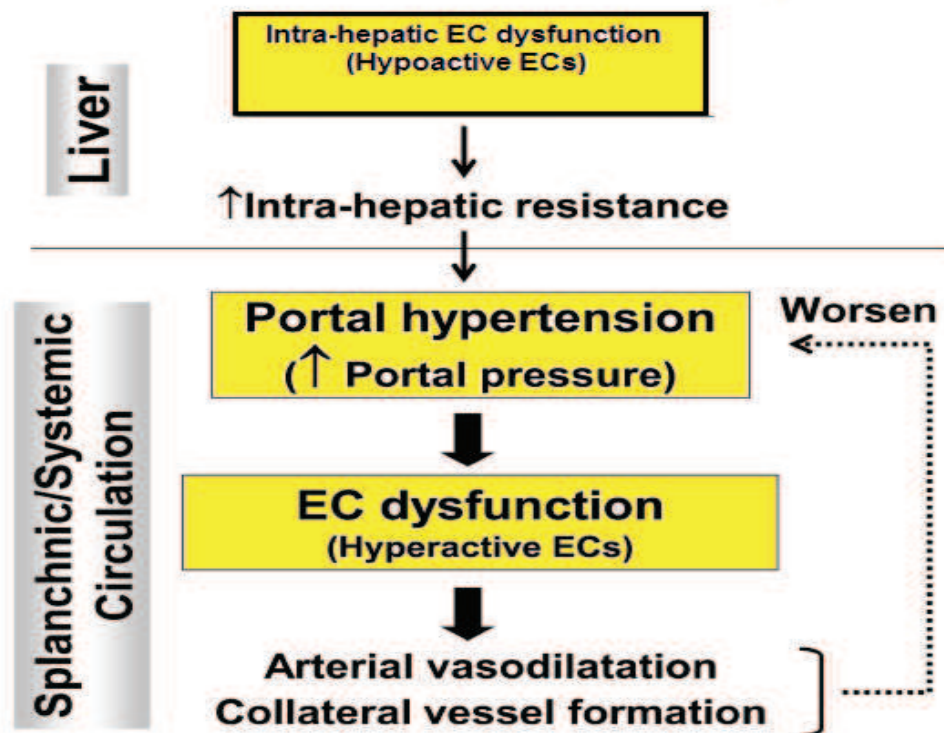 Liver
Intra-hepatic EC dysfunction
(Hypoactive ECs)
↑Intra-hepatic resistance
Splanchnic/Systemic
Circulation
Portal hypertension
(↑ Portal pressure)
Worsen
EC dysfunction
(Hyperactive ECs)
Arterial vasodilatation
Collateral vessel formation